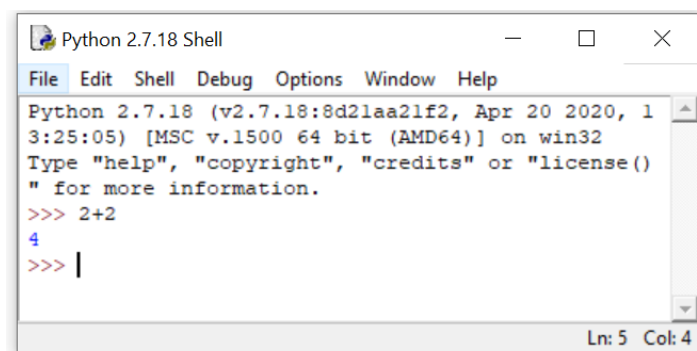 Python 2.7.18 Shell
File Edit Shell Debug Options Window Help
Python 2.7.18 (v2.7.18:8d21aa21f2, Apr 20 2020, 1
3:25:05) [MSC v.1500 64 bit (AMD64)] on win32
Type "help", "copyright", "credits" or "license()
" for more information.
>>> 2+2
4
>>>
Ln: 5 Col: 4